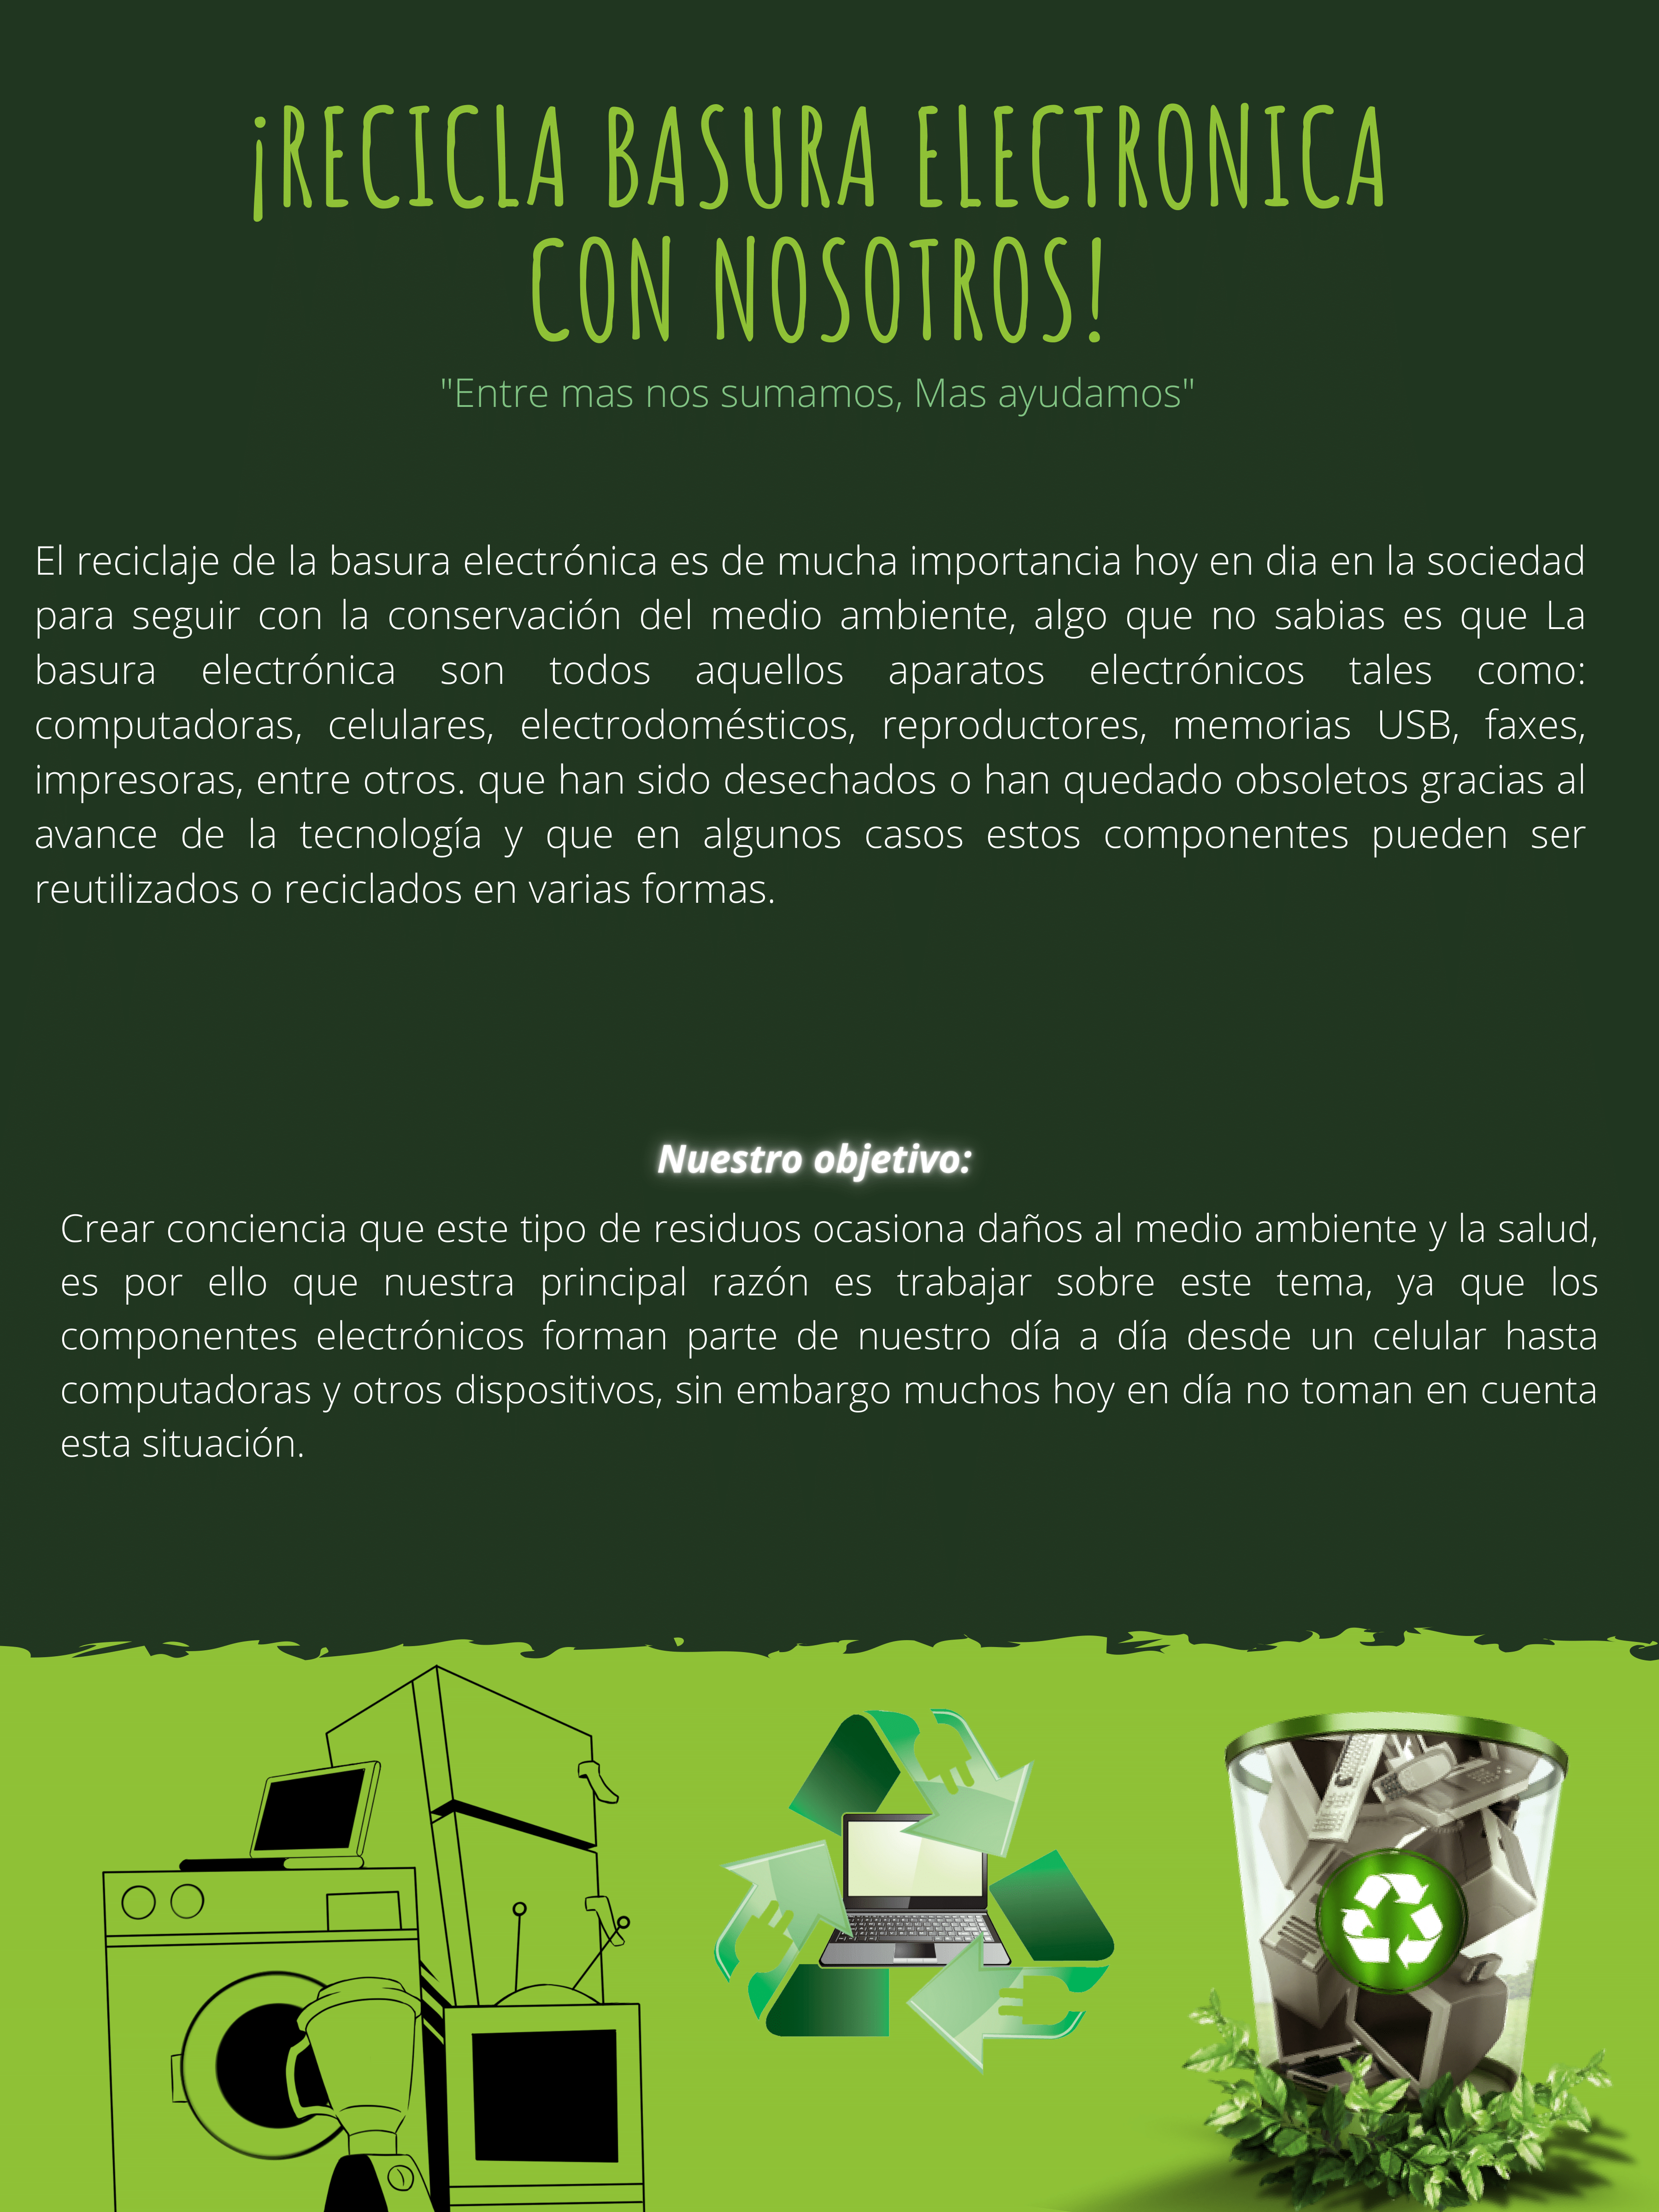 ¡RECICLA BASURA ELECTRONICA
CON NOSOTROS!
"Entre mas nos sumamos, Mas ayudamos"
El reciclaje de la basura electrónica es de mucha importancia hoy en dia en la sociedad
para seguir con la conservación del medio ambiente, algo que no sabias es que La
basura electrónica son todos aquellos aparatos electrónicos tales como:
computadoras, celulares, electrodomésticos, reproductores, memorias USB, faxes,
impresoras, entre otros. que han sido desechados o han quedado obsoletos gracias al
avance de la tecnología y que en algunos casos estos componentes pueden ser
reutilizados o reciclados en varias formas.
Nuestro objetivo:
Crear conciencia que este tipo de residuos ocasiona daños al medio ambiente y la salud,
es por ello que nuestra principal razón es trabajar sobre este tema, ya que los
componentes electrónicos forman parte de nuestro día a día desde un celular hasta
computadoras y otros dispositivos, sin embargo muchos hoy en día no toman en cuenta
esta situación.